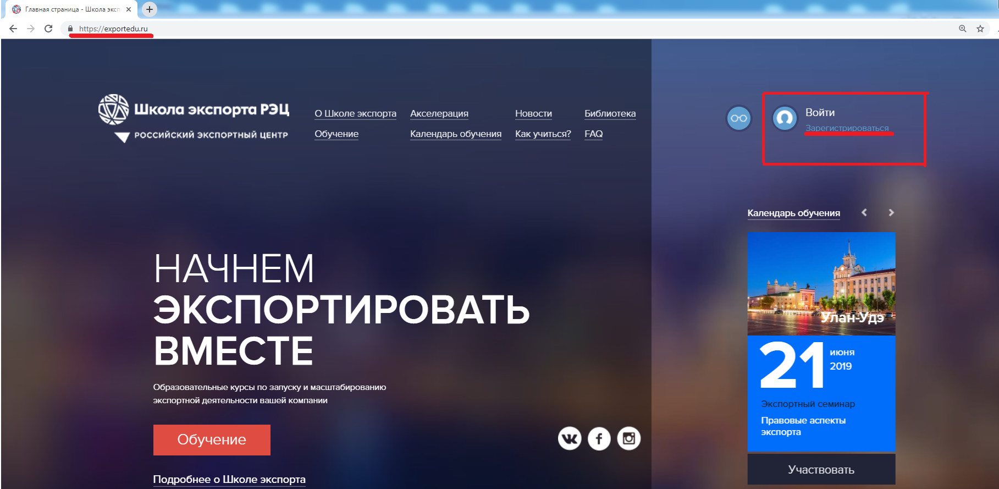 Главная страница - Школа эксп
https://exportedu.ru
Школа экспорта РЭЦ
РОССИЙСКИЙ ЭКСПОРТНЫЙ ЦЕНТР
О Школе экспорта
Акселерация
Новости
Библиотека
Обучение
Календарь обучения
Как учиться?
FAQ
Войти
Зарегистрироваться
НАЧНЕМ
ЭКСПОРТИРОВАТЬ
ВМЕСТЕ
Образовательные курсы по запуску и масштабированию
экспортной деятельности вашей компании
Обучение
Подробнее о Школе экспорта
Календарь обучения
Улан-Удэ
21 июня
2019
Экспортный семинар
Правовые аспекты
экспорта
Участвовать